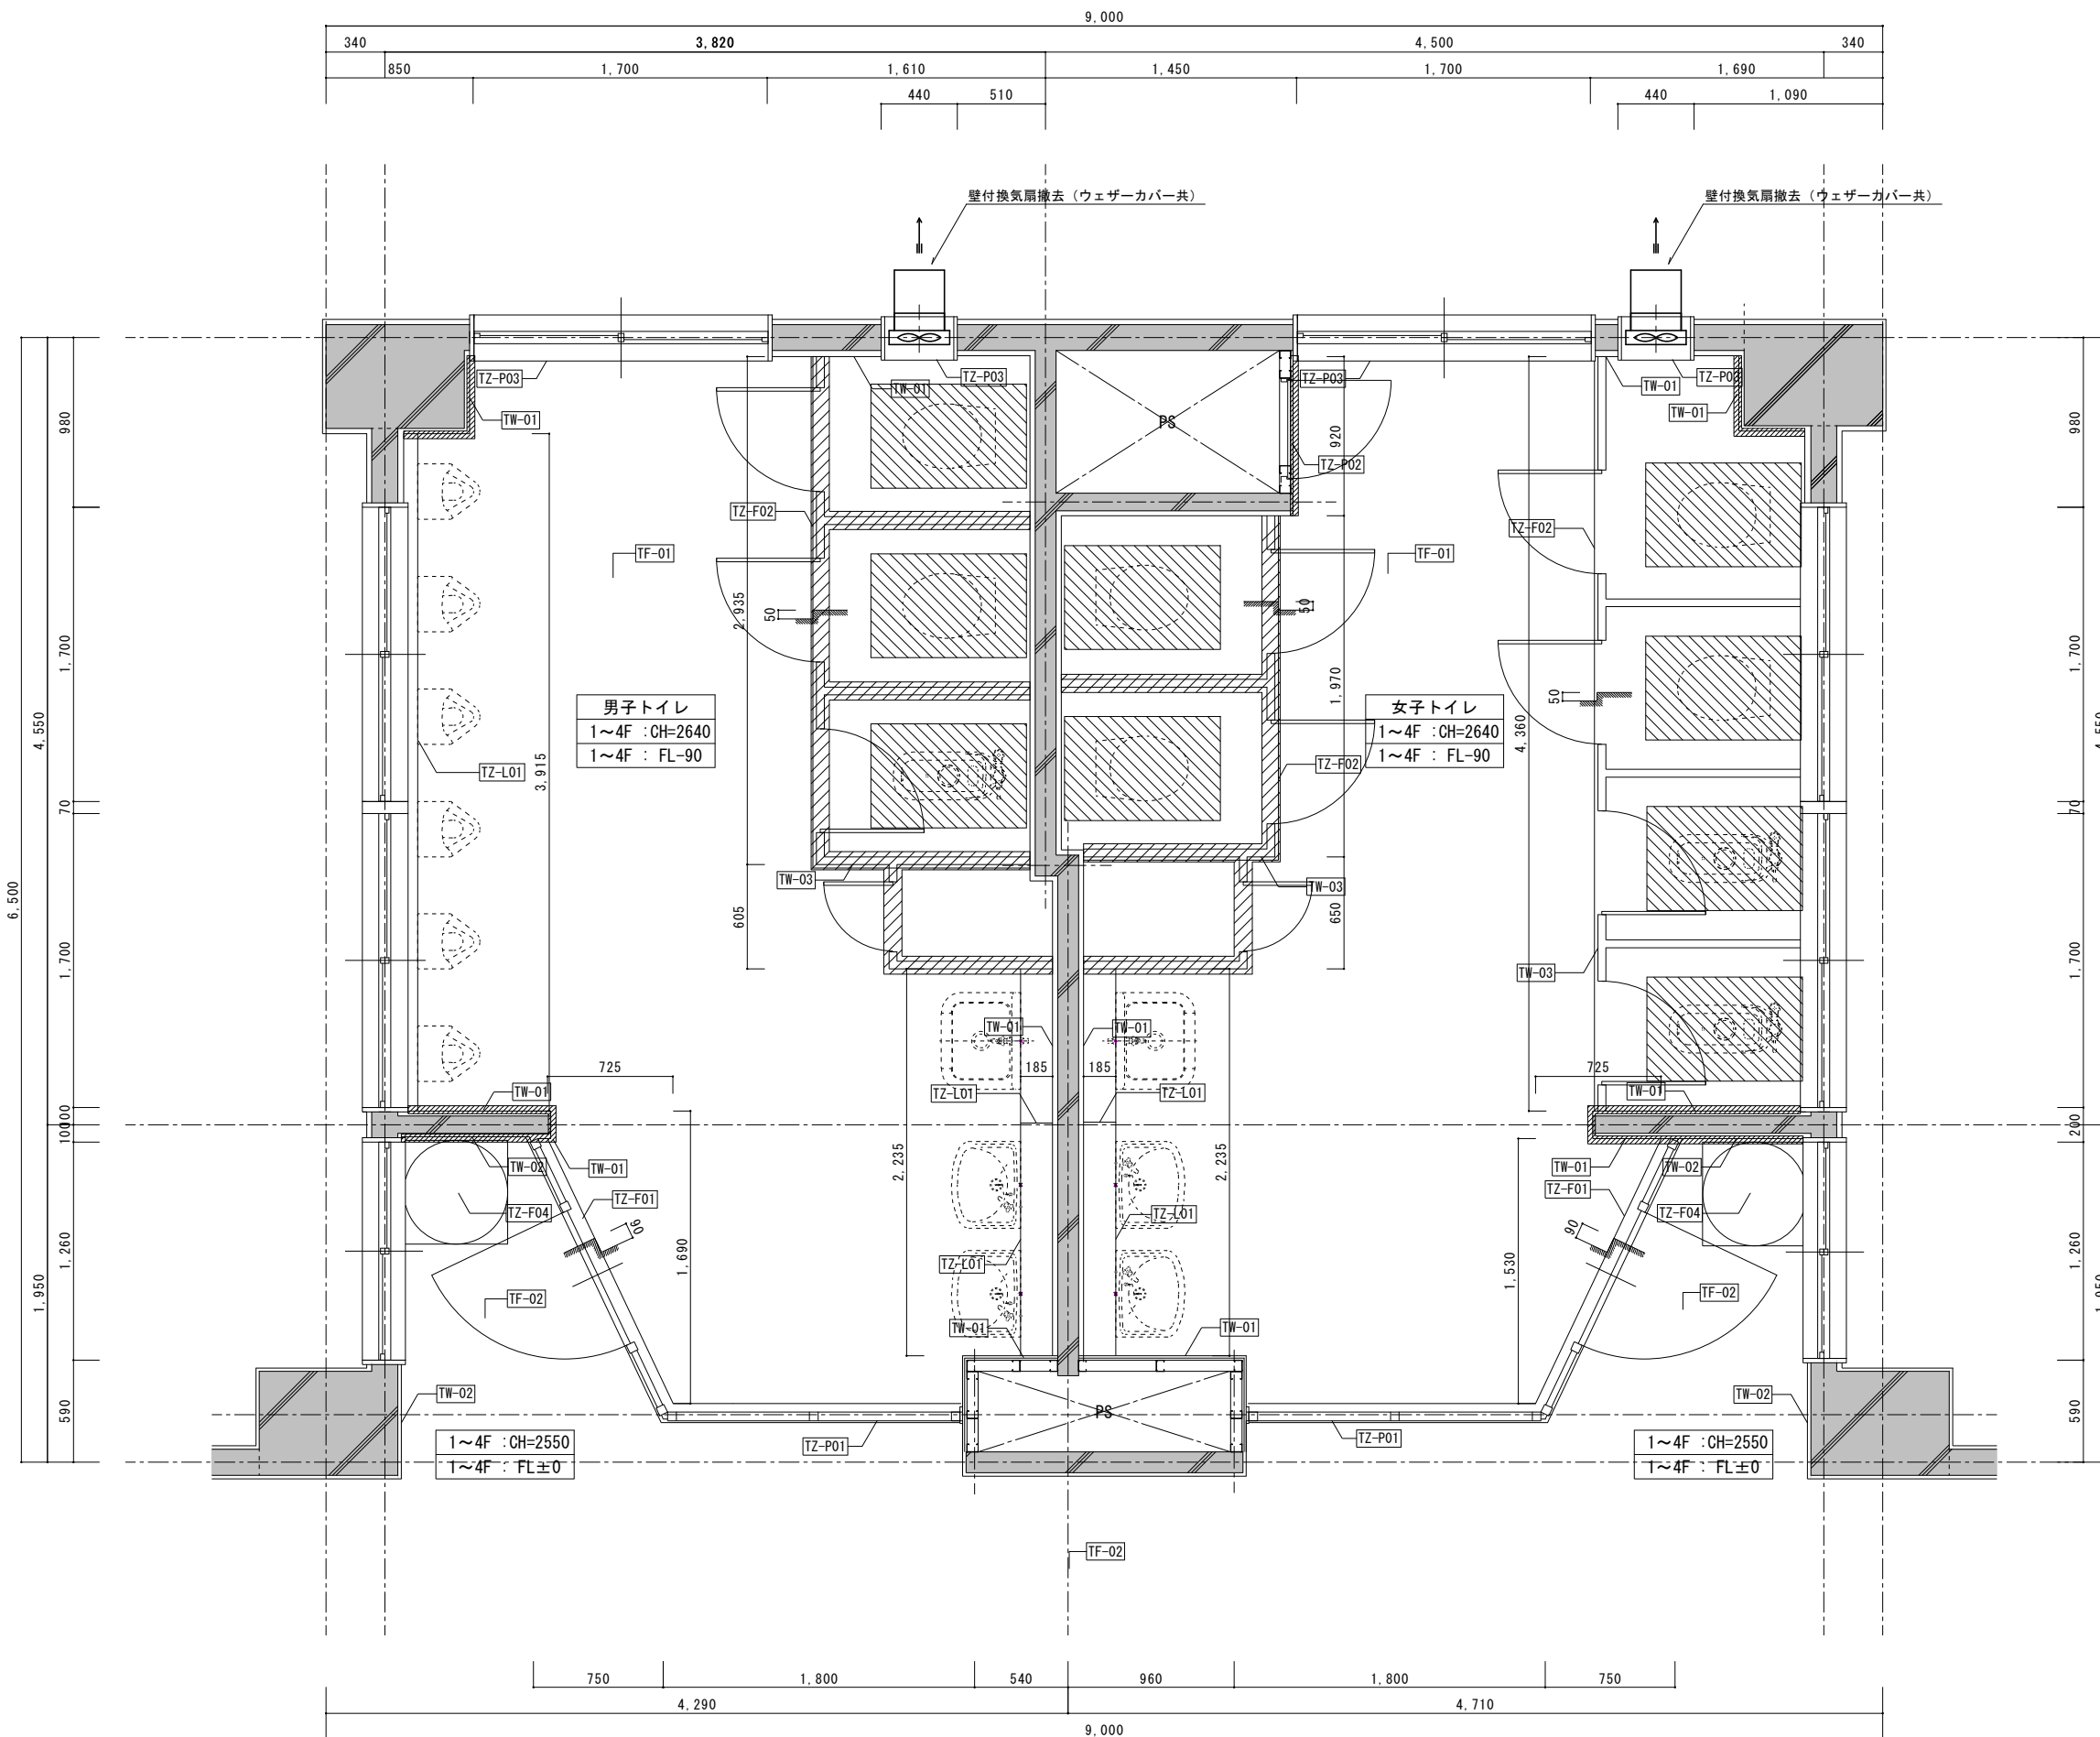 9,000
340
3,820
4,500
340
850
1,700
1,610
1,450
1,700
1,690
440
510
440
1,090
壁付換気扇撤去（ウェザーカバー共）
壁付換気扇撤去（ウェザーカバー共）
TZ-P03
TW-01
TW-01
TZ-P03
PS
TZ-P03
TZ-P02
TW-01
TZ-P03
TW-01
980
920
980
TZ-F02
TF-01
TF-01
TZ-F02
2,935
50
50
1,700
1,970
50
1,700
男子トイレ
1～4F :CH=2640
1～4F : FL-90
女子トイレ
1～4F :CH=2640
1～4F : FL-90
4,550
6,500
TZ-L01
3,915
TZ-F02
4,360
70
70
TW-03
TW-03
605
650
1,700
TW-03
1,700
TW-01
TW-01
185
185
TZ-L01
TZ-L01
725
TW-01
725
TW-01
200
TW-02
TW-01
TZ-F01
TZ-F04
90
2,235
2,235
TW-01
TW-02
TZ-F01
TZ-F04
90
TZ-L01
TZ-L01
1,260
1,950
1,690
1,530
1,260
TF-02
TF-02
TW-01
TW-01
590
TW-02
TW-02
590
PS
TZ-P01
TZ-P01
1～4F :CH=2550
1～4F : FL±0
1～4F :CH=2550
1～4F : FL±0
TF-02
750
1,800
540
960
1,800
750
4,290
4,710
9,000